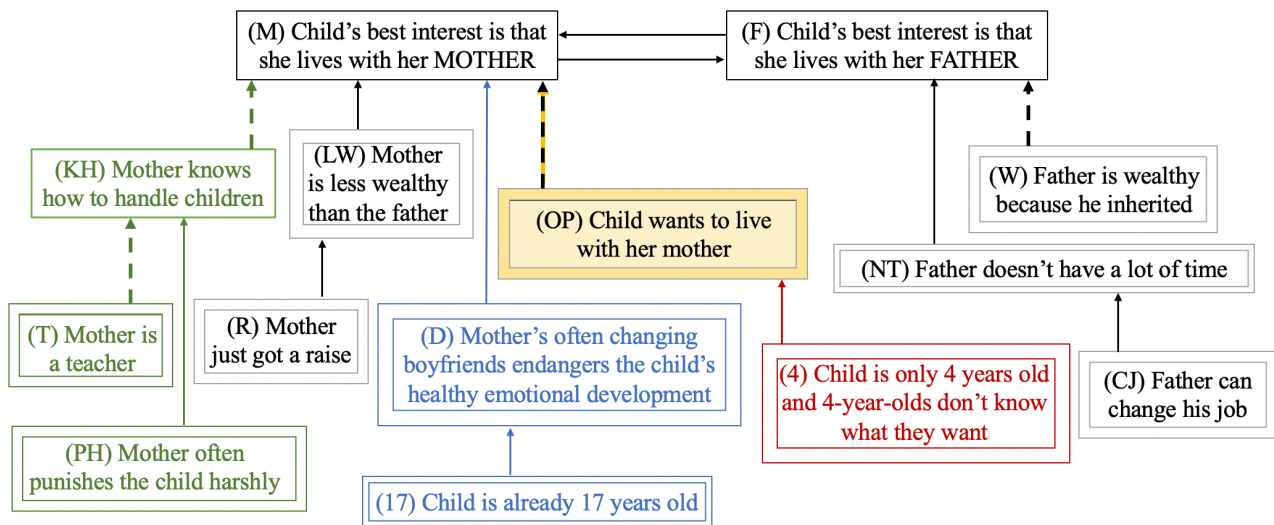 (M) Child’s best interest is that
she lives with her MOTHER
(F) Child’s best interest is that
she lives with her FATHER
(KH) Mother knows
how to handle children
(LW) Mother
is less wealthy
than the father
(OP) Child wants to live
with her mother
(W) Father is wealthy
because he inherited
(NT) Father doesn’t have a lot of time
(T) Mother is
a teacher
(R) Mother
just got a raise
(D) Mother’s often changing
boyfriends endangers the child’s
healthy emotional development
(4) Child is only 4 years old
and 4-year-olds don’t know
what they want
(CJ) Father can
change his job
(PH) Mother often
punishes the child harshly
(17) Child is already 17 years old